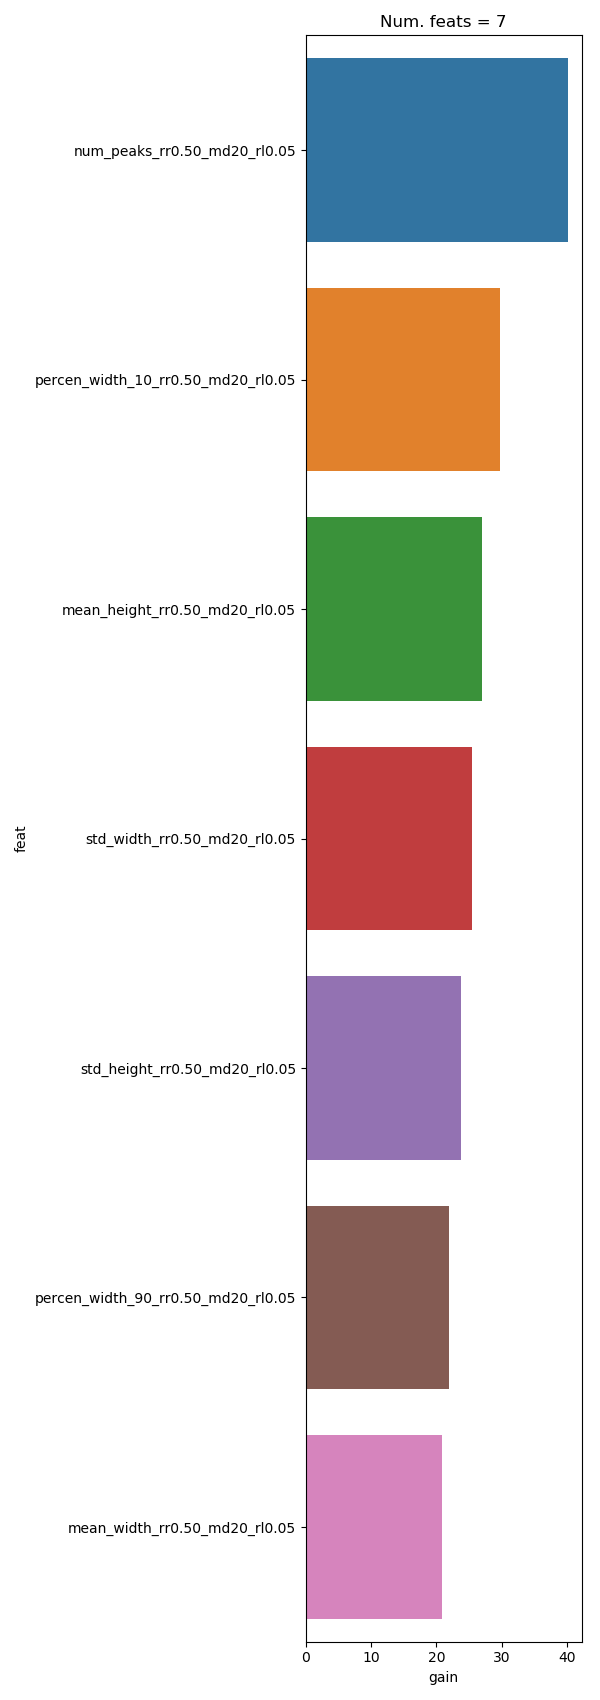 Num. feats = 7
num_peaks_rr0.50_md20_rl0.05
percen_width_10_rr0.50_md20_rl0.05
mean_height_rr0.50_md20_rl0.05
std_width_rr0.50_md20_rl0.05
feat
std_height_rr0.50_md20_rl0.05
percen_width_90_rr0.50_md20_rl0.05
mean_width_rr0.50_md20_rl0.05
0 10 20 30 40
gain